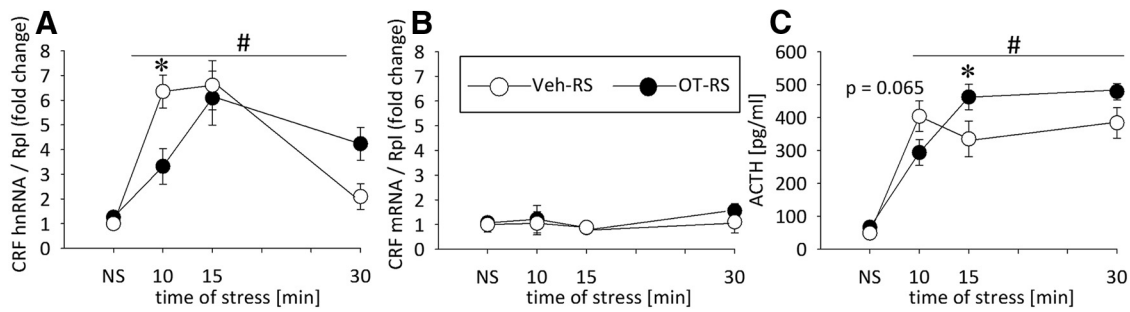 A
CRF hnRNA / Rpl (fold change)
8
7
6
5
4
3
2
1
0
#
*
NS 10 15 30
time of stress [min]
B
CRF mRNA / Rpl (fold change)
8
7
6
5
4
3
2
1
0
Veh-RS OT-RS
NS 10 15 30
time of stress [min]
C
ACTH [pg/ml]
600
500
400
300
200
100
0
#
*
p = 0.065
NS 10 15 30
time of stress [min]